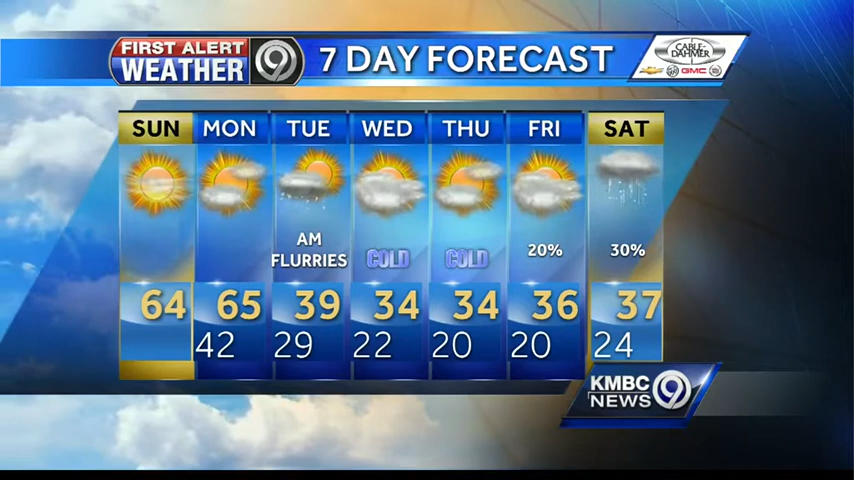 FIRST ALERT
WEATHER 9
7 DAY FORECAST
CABLE-
DAHMER
GMC
SUN MON TUE WED THU FRI SAT
AM
FLURRIES
COLD COLD 20% 30%
64 65 39 34 34 36 37
42 29 22 20 20 24
KMBC 9
NEWS